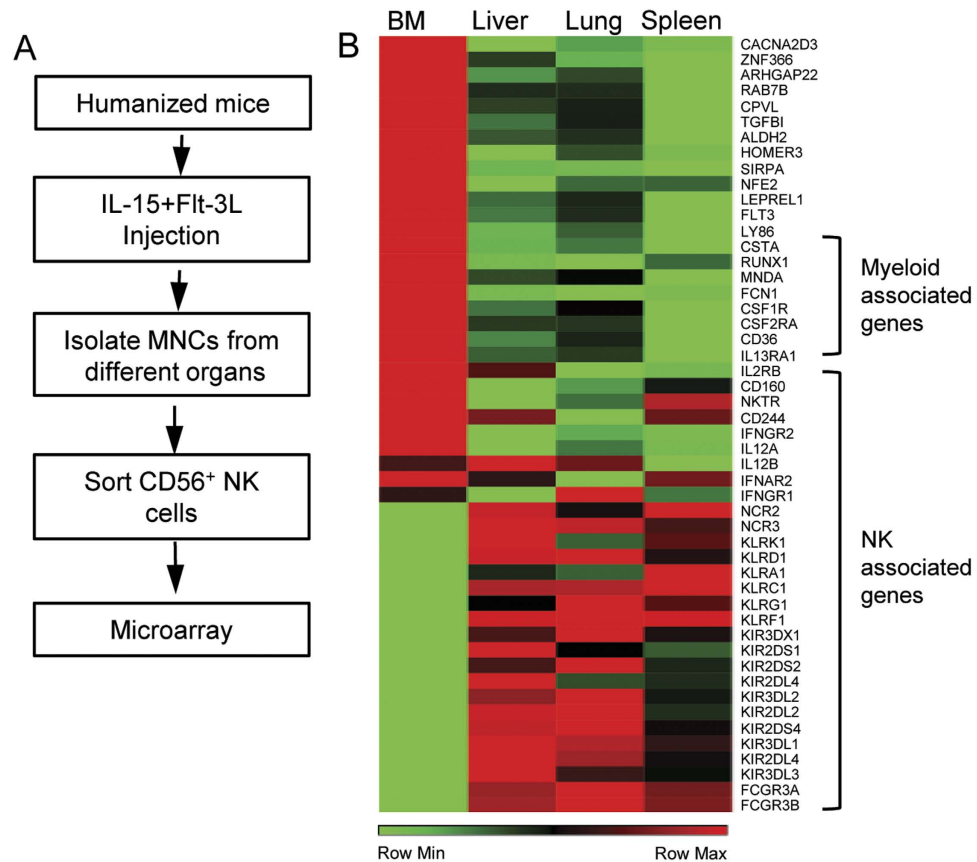 A
Humanized mice
IL-15+Flt-3L
Injection
Isolate MNCs from
different organs
Sort CD56⁺ NK
cells
Microarray
B
BM Liver Lung Spleen
CACNA2D3
ZNF366
ARHGAP22
RAB7B
CPVL
TGFBI
ALDH2
HOMER3
SIRPA
NFE2
LEPREL1
FLT3
LY86
CSTA
RUNX1
MNDA
FCN1
CSF1R
CSF2RA
CD36
IL13RA1
IL2RB
CD160
NKTR
CD244
IFNGR2
IL12A
IL12B
IFNAR2
IFNGR1
NCR2
NCR3
KLRK1
KLRD1
KLRA1
KLRC1
KLRG1
KLRF1
KIR3DX1
KIR2DS1
KIR2DS2
KIR2DL4
KIR3DL2
KIR2DL2
KIR2DS4
KIR3DL1
KIR2DL4
KIR3DL3
FCGR3A
FCGR3B
Myeloid
associated
genes
NK
associated
genes
Row Min Row Max